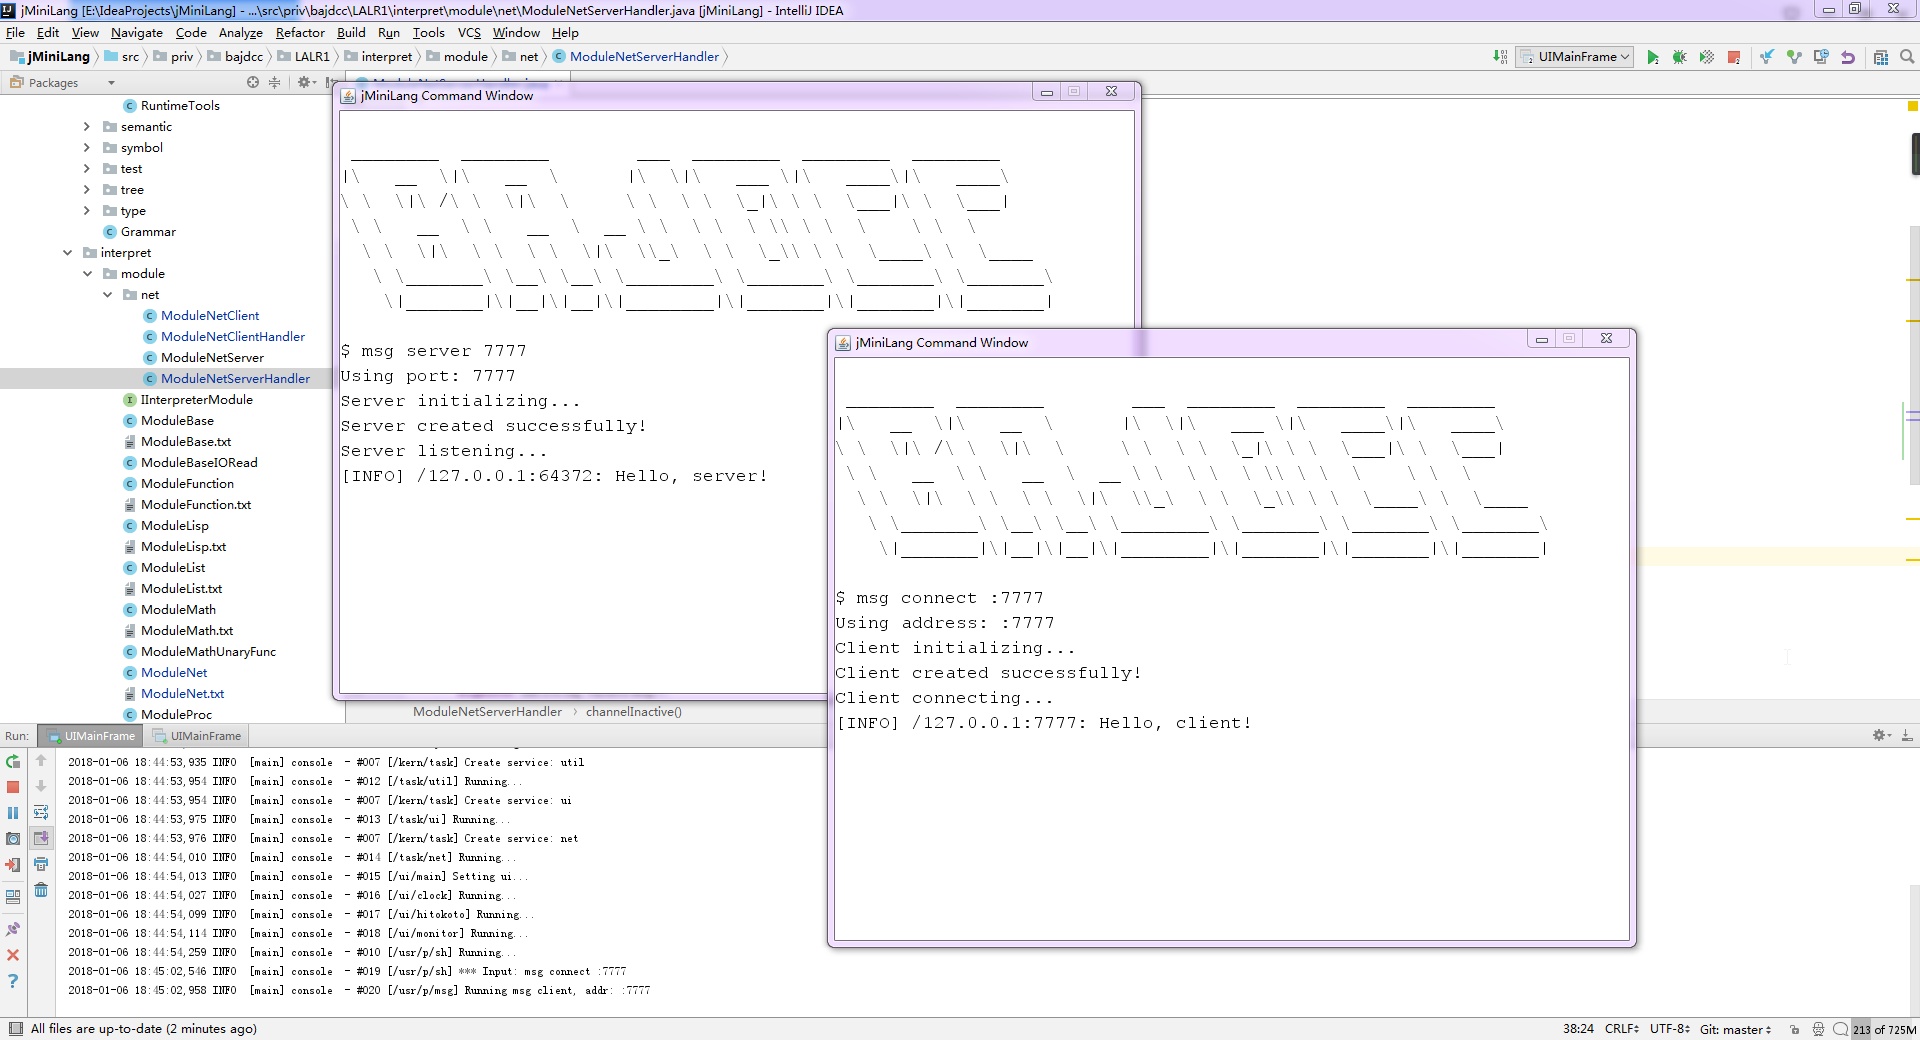 jMiniLang [E:\IdeaProjects\jMiniLang] - ...\src\priv\bajdcc\LALR1\interpret\module\net\ModuleNetServerHandler.java [jMiniLang] - IntelliJ IDEA
File Edit View Navigate Code Analyze Refactor Build Run Tools VCS Window Help
jMiniLang src priv bajdcc LALR1 interpret module net ModuleNetServerHandler UIMainFrame
Packages
RuntimeTools
semantic
symbol
test
tree
type
Grammar
interpret
module
net
ModuleNetClient
ModuleNetClientHandler
ModuleNetServer
ModuleNetServerHandler
IInterpreterModule
ModuleBase
ModuleBase.txt
ModuleBaseIORead
ModuleFunction
ModuleFunction.txt
ModuleLisp
ModuleLisp.txt
ModuleList
ModuleList.txt
ModuleMath
ModuleMath.txt
ModuleMathUnaryFunc
ModuleNet
ModuleNet.txt
ModuleProc
jMiniLang Command Window
$ msg server 7777
Using port: 7777
Server initializing...
Server created successfully!
Server listening...
[INFO] /127.0.0.1:64372: Hello, server!
jMiniLang Command Window
$ msg connect :7777
Using address: :7777
Client initializing...
Client created successfully!
Client connecting...
[INFO] /127.0.0.1:7777: Hello, client!
ModuleNetServerHandler › channelInactive()
Run: UIMainFrame UIMainFrame
2018-01-06 18:44:53,935 INFO [main] console - #007 [/kern/task] Create service: util
2018-01-06 18:44:53,954 INFO [main] console - #012 [/task/util] Running...
2018-01-06 18:44:53,954 INFO [main] console - #007 [/kern/task] Create service: ui
2018-01-06 18:44:53,975 INFO [main] console - #013 [/task/ui] Running...
2018-01-06 18:44:53,976 INFO [main] console - #007 [/kern/task] Create service: net
2018-01-06 18:44:54,010 INFO [main] console - #014 [/task/net] Running...
2018-01-06 18:44:54,013 INFO [main] console - #015 [/ui/main] Setting ui...
2018-01-06 18:44:54,027 INFO [main] console - #016 [/ui/clock] Running...
2018-01-06 18:44:54,099 INFO [main] console - #017 [/ui/hitokoto] Running...
2018-01-06 18:44:54,114 INFO [main] console - #018 [/ui/monitor] Running...
2018-01-06 18:44:54,259 INFO [main] console - #010 [/usr/p/sh] Running...
2018-01-06 18:45:02,546 INFO [main] console - #019 [/usr/p/sh] *** Input: msg connect :7777
2018-01-06 18:45:02,958 INFO [main] console - #020 [/usr/p/msg] Running msg client, addr: :7777
All files are up-to-date (2 minutes ago) 38:24 CRLF UTF-8 Git: master 213 of 725M